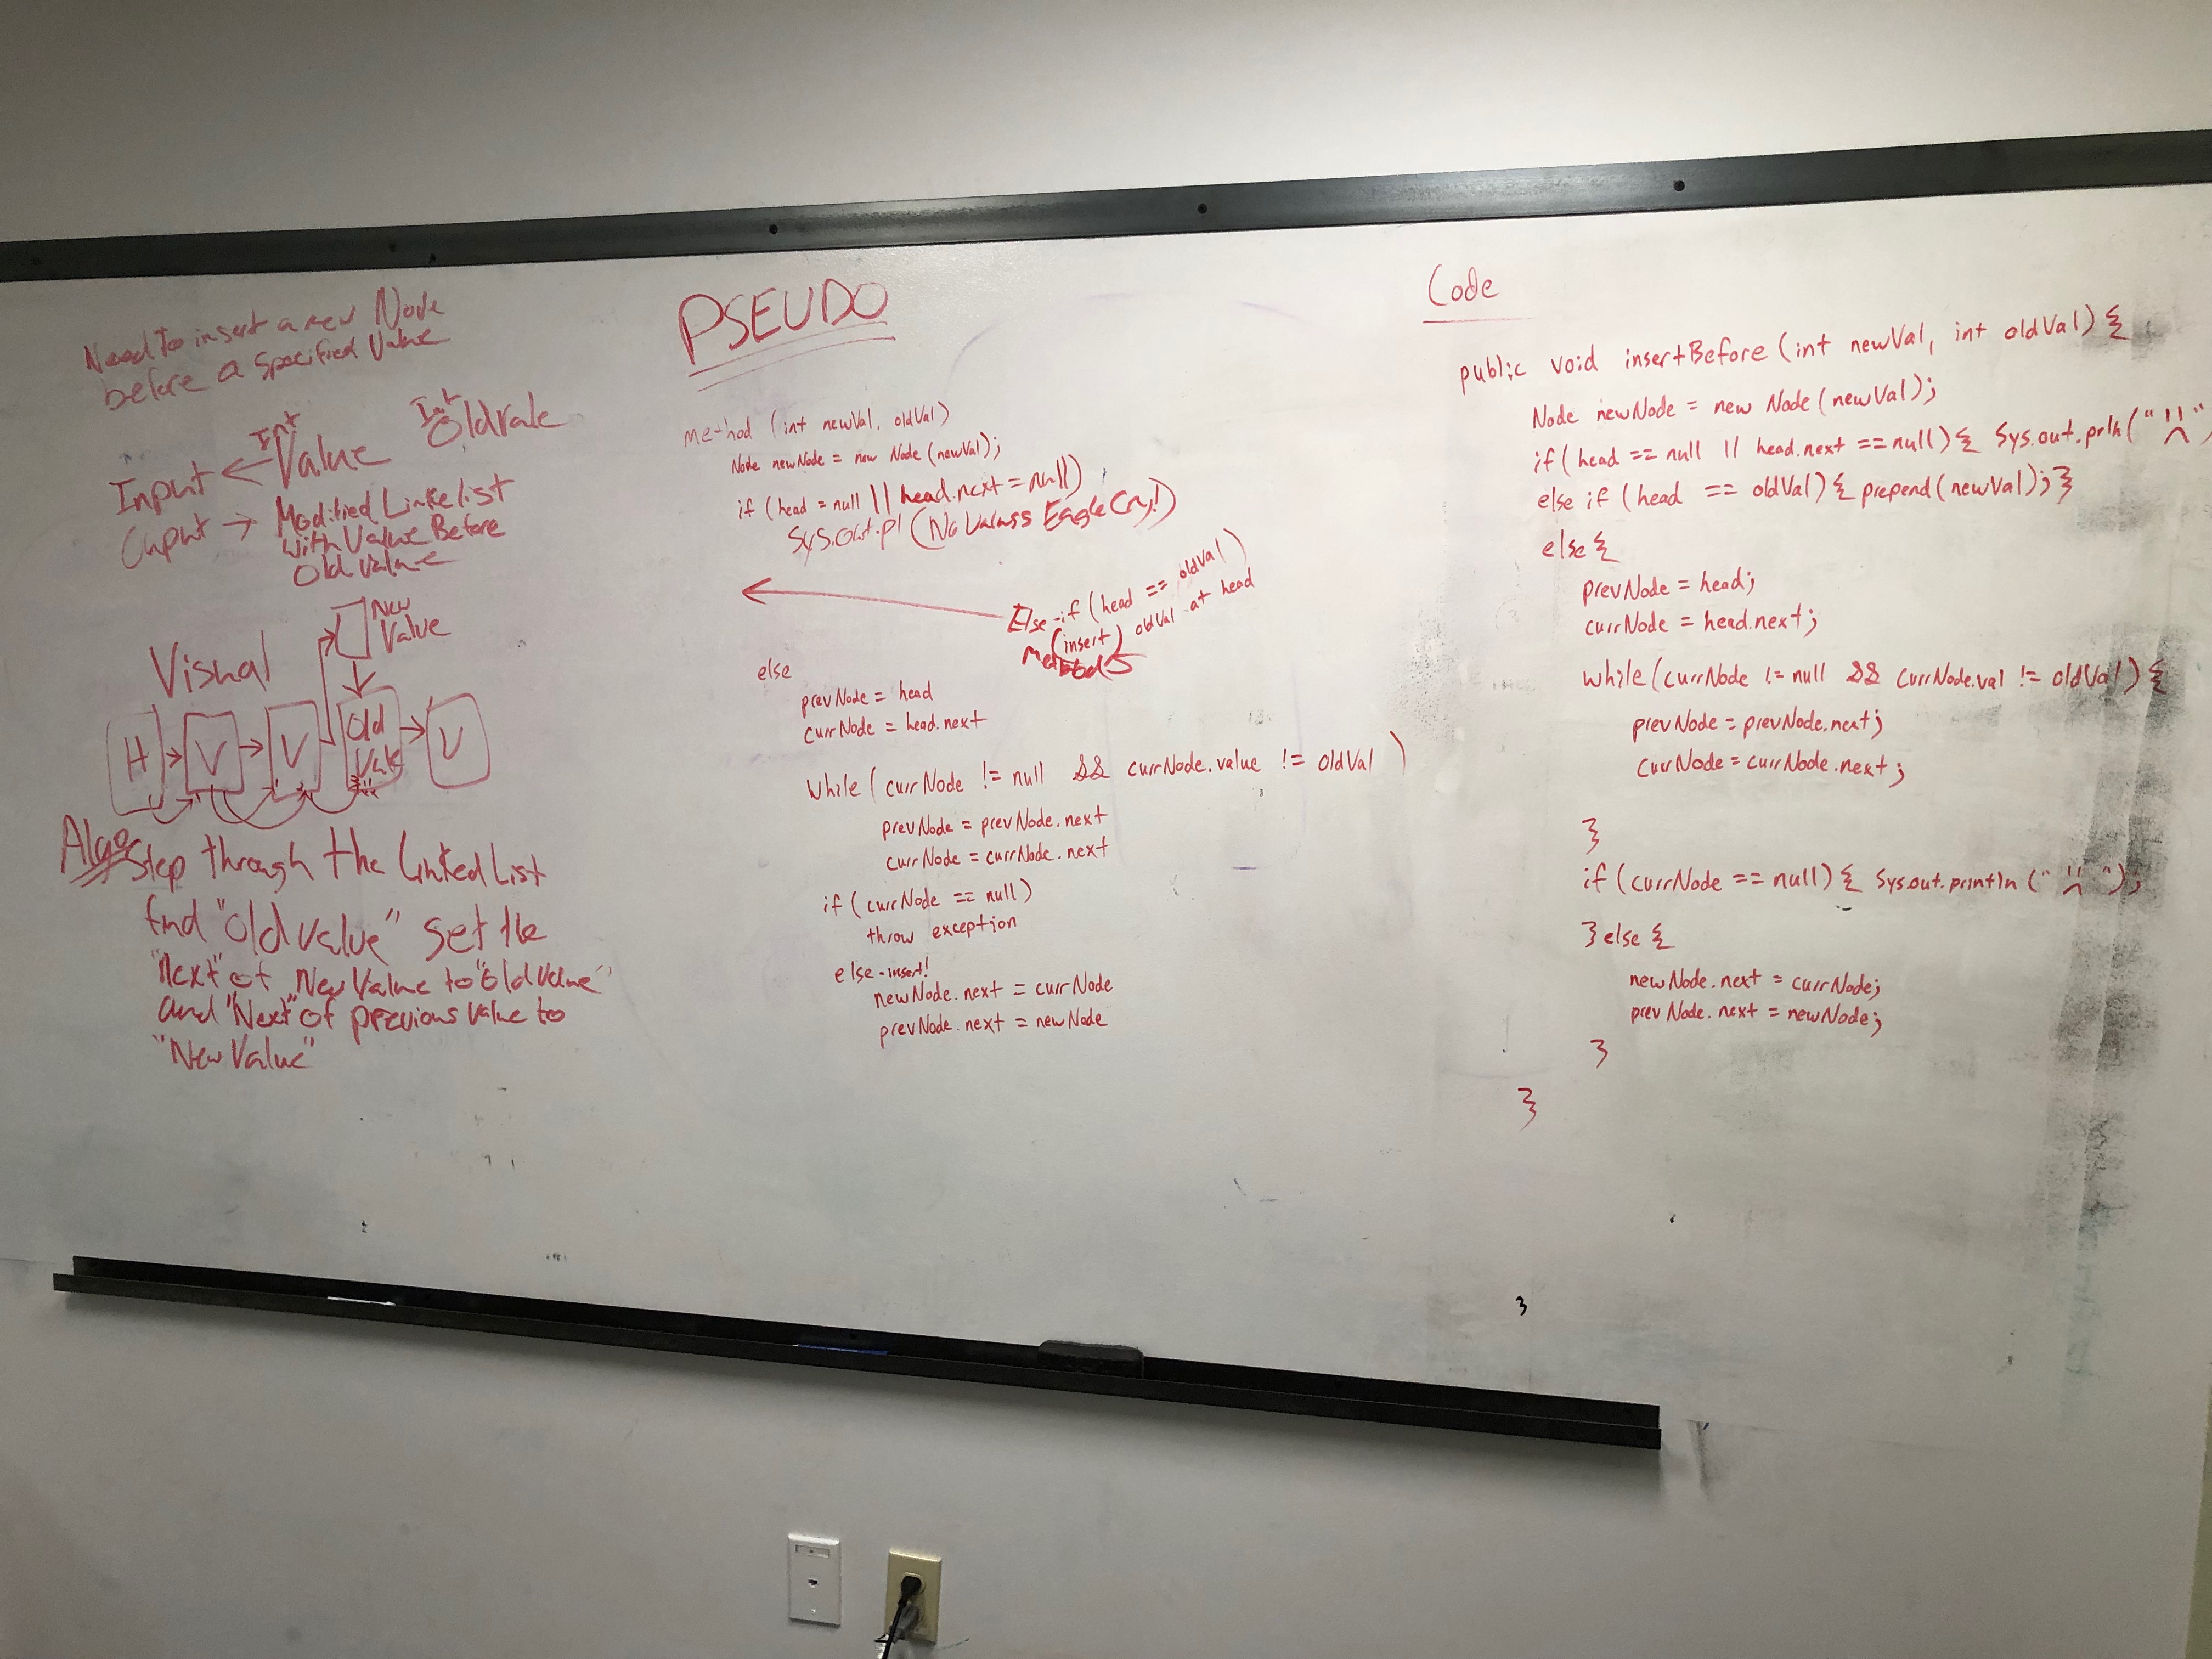 Need To insert a new Node
before a specified Value
Int Int
Input ← Value Oldvale
Ouput → Modified Linkelist
with Value Before
Old value
New
Value
Visual
H V V Old
Vale V
Algo
Step through the Linked List
find "old value" set the
"next" of New Value to "old value"
and "Next" of previous value to
"New Value"
PSEUDO
method (int newVal, oldVal)
Node newNode = new Node (newVal);
if (head = null || head.next = null)
Sys.out.pl (No Values Eagle Cry!)
Else-if (head == oldVal)
(insert) oldVal at head
else
prevNode = head
currNode = head.next
While (currNode != null && currNode.value != oldVal )
prevNode = prevNode.next
currNode = currNode.next
if (currNode == null)
throw exception
else - insert!
newNode.next = currNode
prevNode.next = newNode
Code
public void insertBefore (int newVal, int oldVal) {
Node newNode = new Node (newVal);
if (head == null || head.next == null) { Sys.out.prln ("
else if (head == oldVal) { prepend (newVal); }
else {
prevNode = head;
currNode = head.next;
while (currNode != null && currNode.val != oldVal) {
prevNode = prevNode.next;
currNode = currNode.next;
}
if (currNode == null) { Sys.out.println (" ");
} else {
newNode.next = currNode;
prevNode.next = newNode;
}
}
}